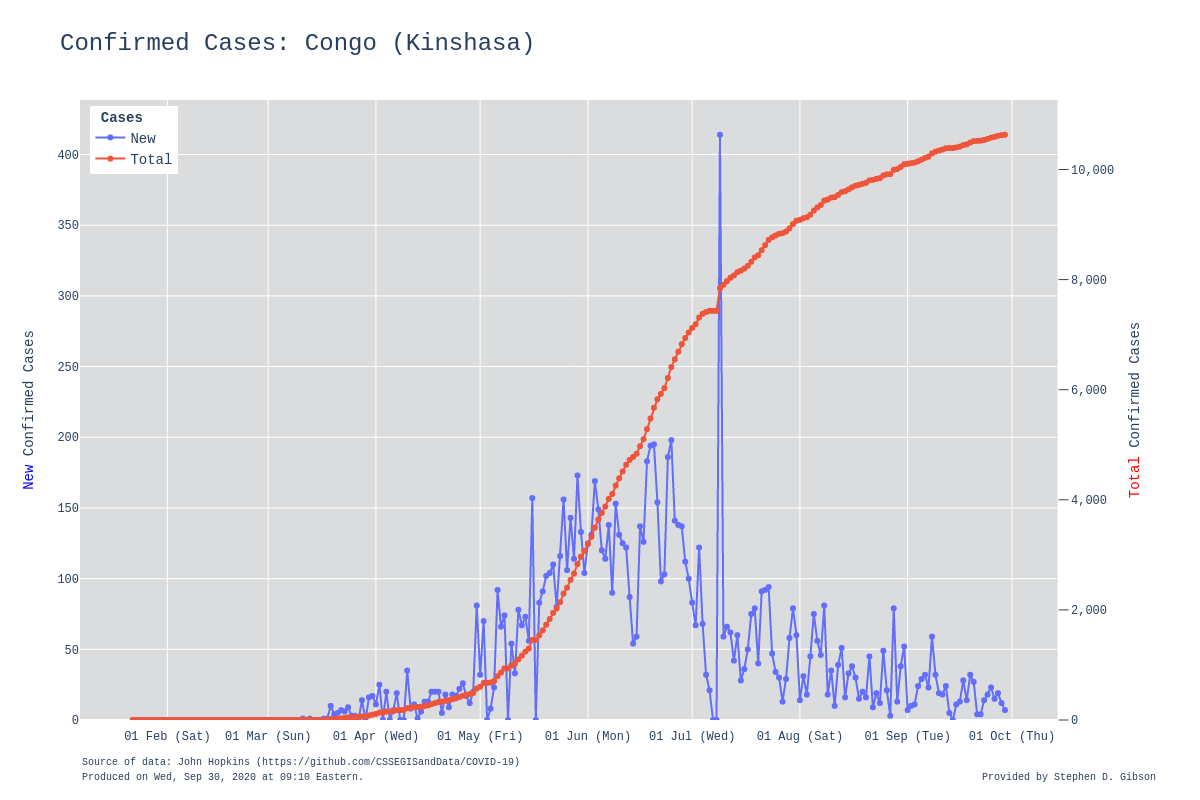 Confirmed Cases: Congo (Kinshasa)
Cases
New
Total
400
350
300
250
200
150
100
50
0
10,000
8,000
6,000
4,000
2,000
0
New Confirmed Cases
Total Confirmed Cases
01 Feb (Sat) 01 Mar (Sun) 01 Apr (Wed) 01 May (Fri) 01 Jun (Mon) 01 Jul (Wed) 01 Aug (Sat) 01 Sep (Tue) 01 Oct (Thu)
Source of data: John Hopkins (https://github.com/CSSEGISandData/COVID-19)
Produced on Wed, Sep 30, 2020 at 09:10 Eastern.
Provided by Stephen D. Gibson